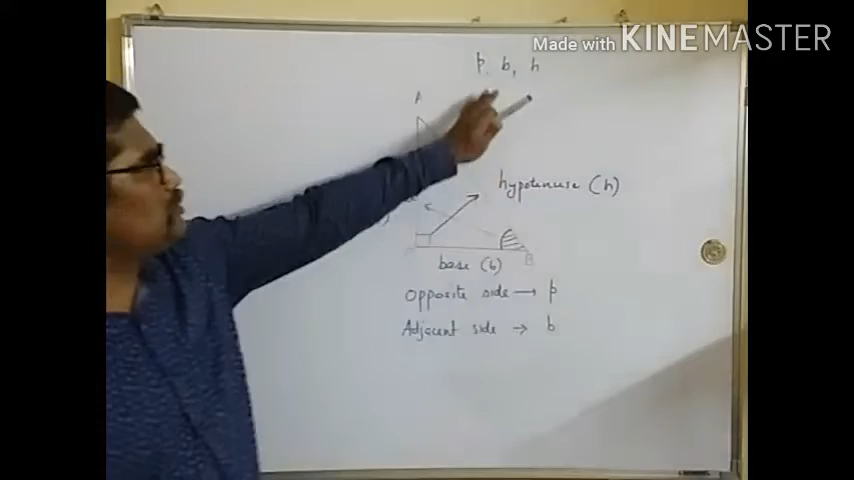 Made with KINEMASTER
p, b, h
A
hypotenuse (h)
B
base (b)
Opposite side → p
Adjacent side → b